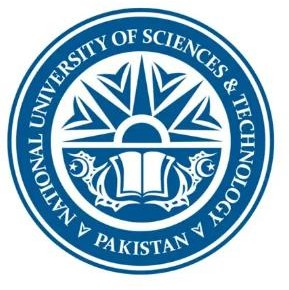 NATIONAL UNIVERSITY OF SCIENCES & TECHNOLOGY
PAKISTAN